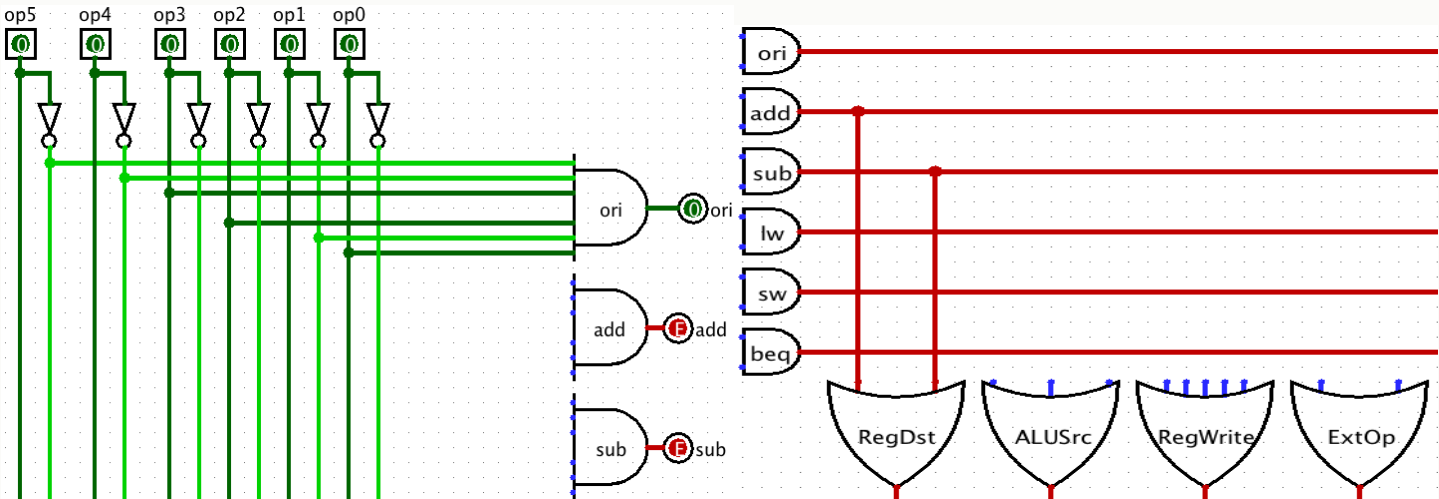 op5 op4 op3 op2 op1 op0
0 0 0 0 0 0
ori 0 ori
add E add
sub E sub
ori
add
sub
lw
sw
beq
RegDst ALUSrc RegWrite ExtOp